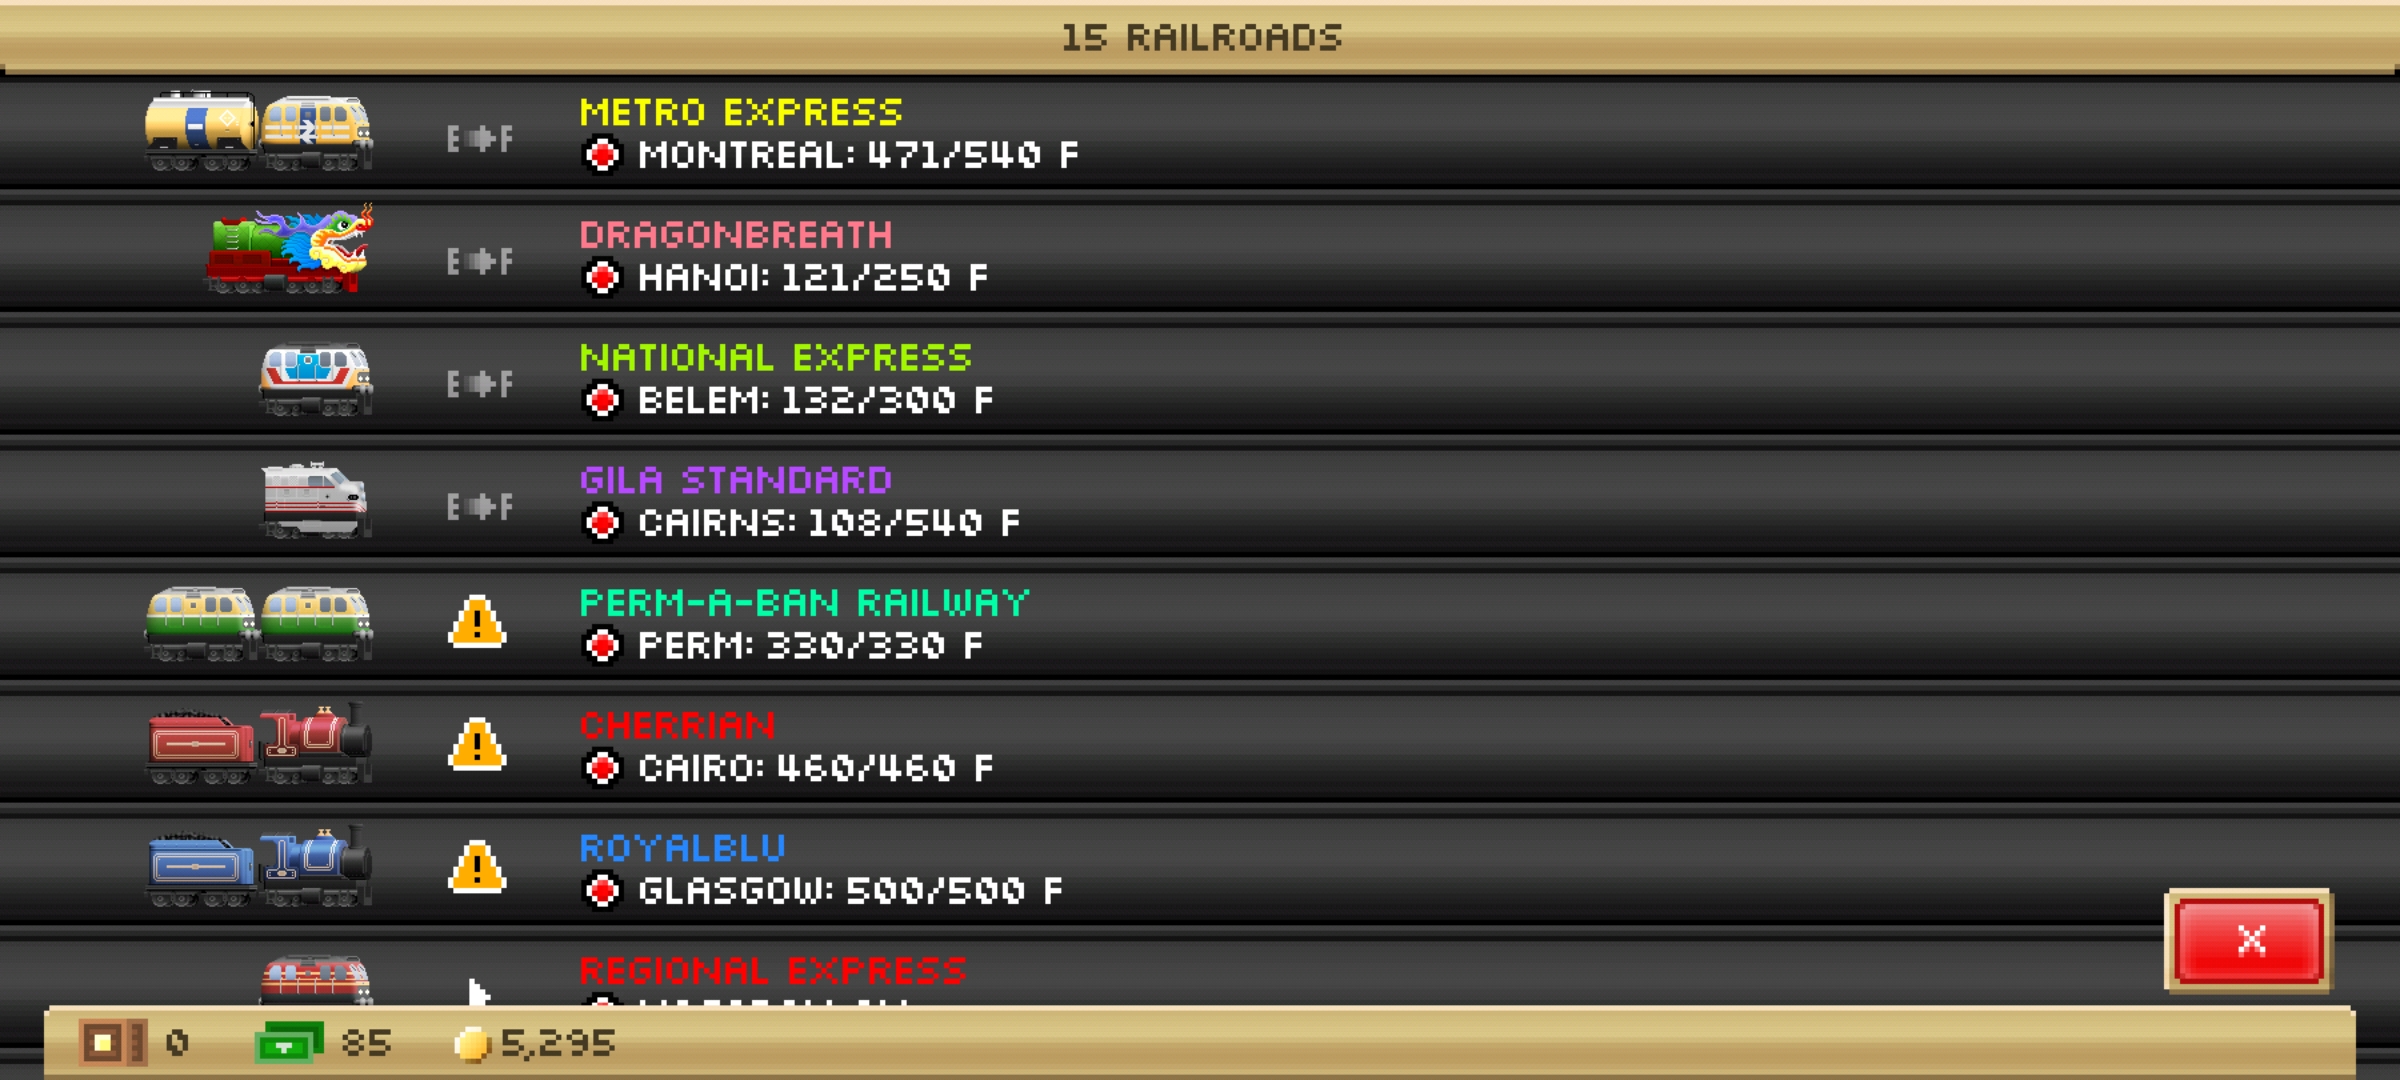 15 RAILROADS
METRO EXPRESS
E F MONTREAL: 471/540 F
DRAGONBREATH
E F HANOI: 121/250 F
NATIONAL EXPRESS
E F BELEM: 132/300 F
GILA STANDARD
E F CAIRNS: 108/540 F
PERM-A-BAN RAILWAY
PERM: 330/330 F
CHERRIAN
CAIRO: 460/460 F
ROYALBLU
GLASGOW: 500/500 F
REGIONAL EXPRESS
X
0 85 5,295